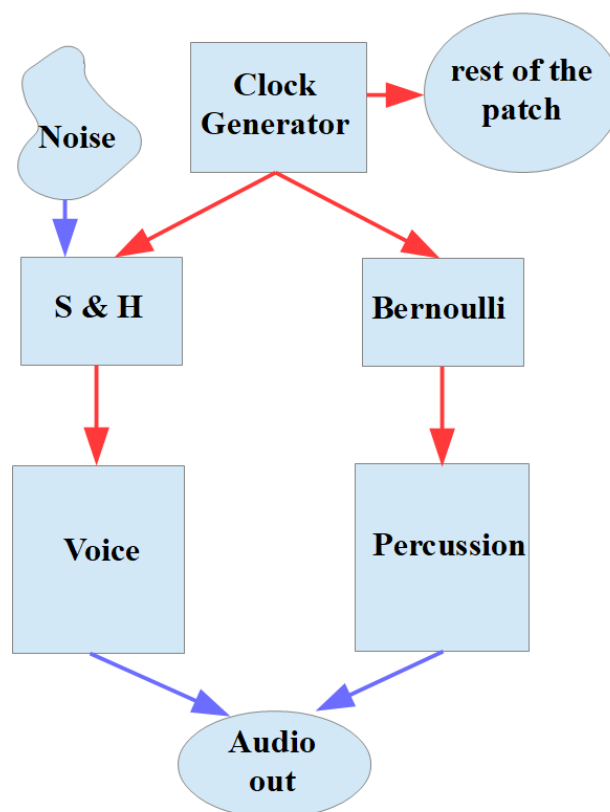 Noise
Clock
Generator
rest of the
patch
S & H
Bernoulli
Voice
Percussion
Audio
out